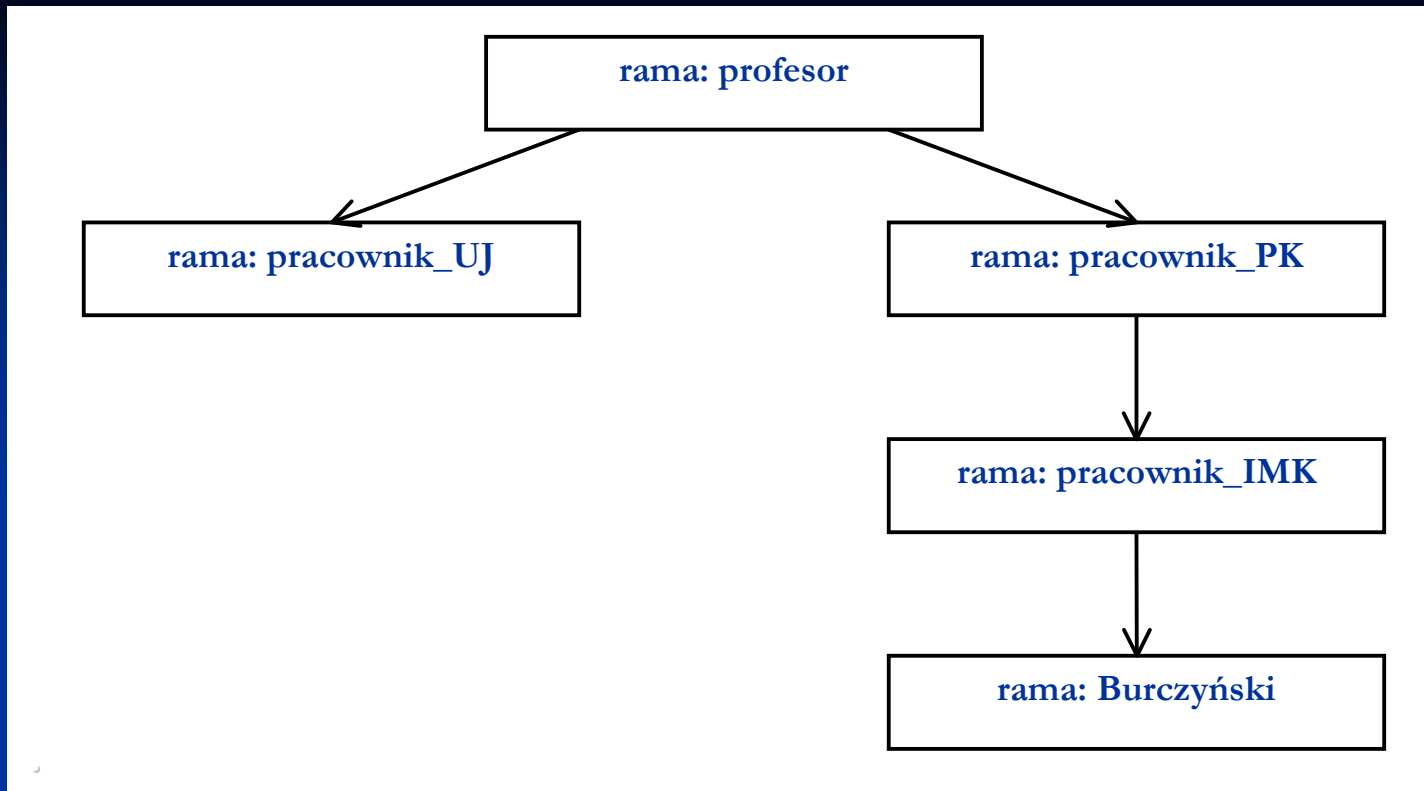 rama: profesor
rama: pracownik_UJ
rama: pracownik_PK
rama: pracownik_IMK
rama: Burczyński